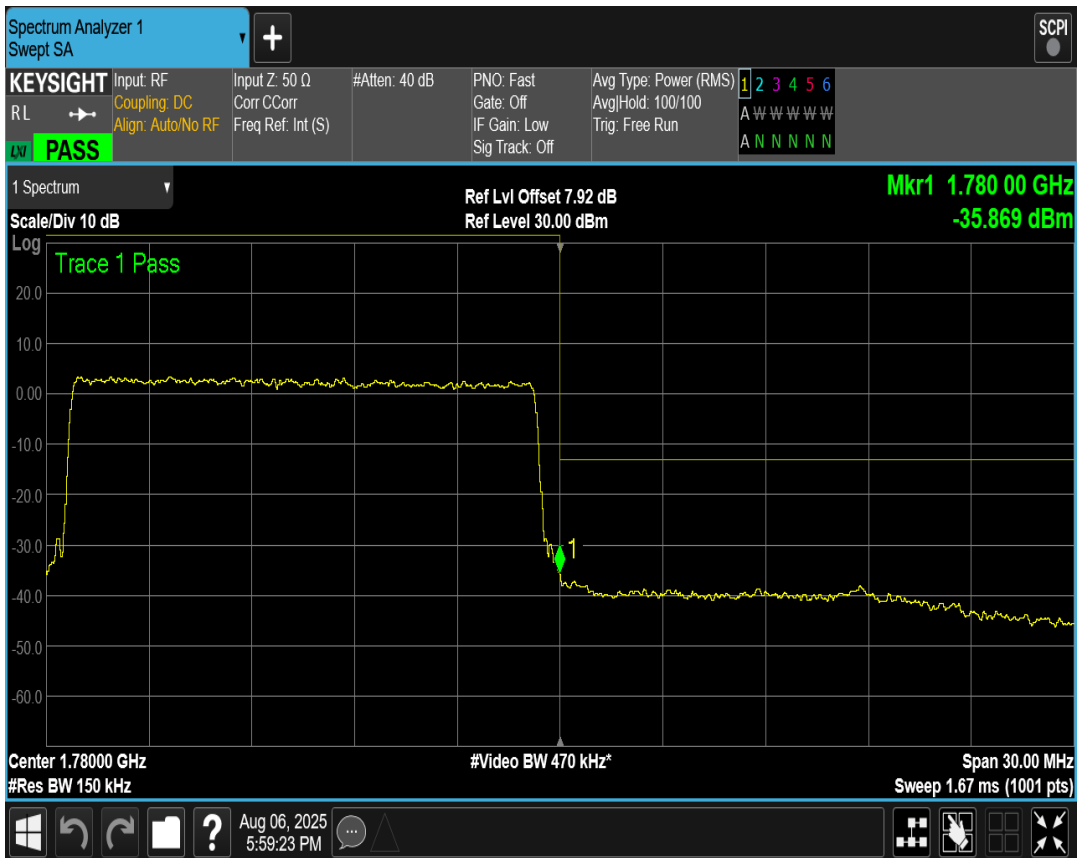 Spectrum Analyzer 1
Swept SA
+
SCPI
KEYSIGHT
RL
LXI PASS
Input: RF
Coupling: DC
Align: Auto/No RF
Input Z: 50 Ω
Corr CCorr
Freq Ref: Int (S)
#Atten: 40 dB
PNO: Fast
Gate: Off
IF Gain: Low
Sig Track: Off
Avg Type: Power (RMS)
Avg|Hold: 100/100
Trig: Free Run
1 2 3 4 5 6
A W W W W W
A N N N N N
1 Spectrum
Scale/Div 10 dB
Ref Lvl Offset 7.92 dB
Ref Level 30.00 dBm
Mkr1 1.780 00 GHz
-35.869 dBm
Log
Trace 1 Pass
20.0
10.0
0.00
-10.0
-20.0
-30.0
1
-40.0
-50.0
-60.0
Center 1.78000 GHz
#Video BW 470 kHz*
Span 30.00 MHz
#Res BW 150 kHz
Sweep 1.67 ms (1001 pts)
?
Aug 06, 2025
5:59:23 PM